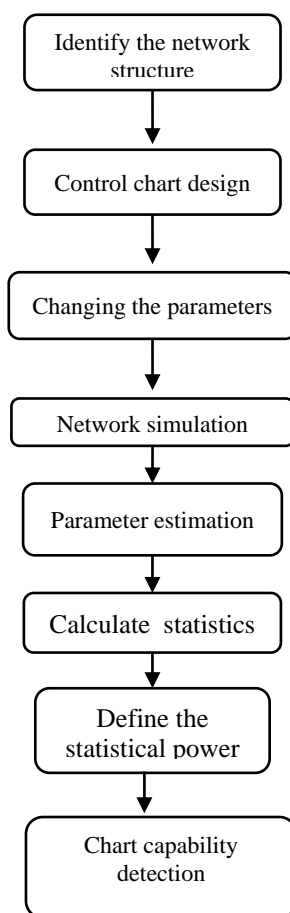 Identify the network
structure
Control chart design
Changing the parameters
Network simulation
Parameter estimation
Calculate statistics
Define the
statistical power
Chart capability
detection